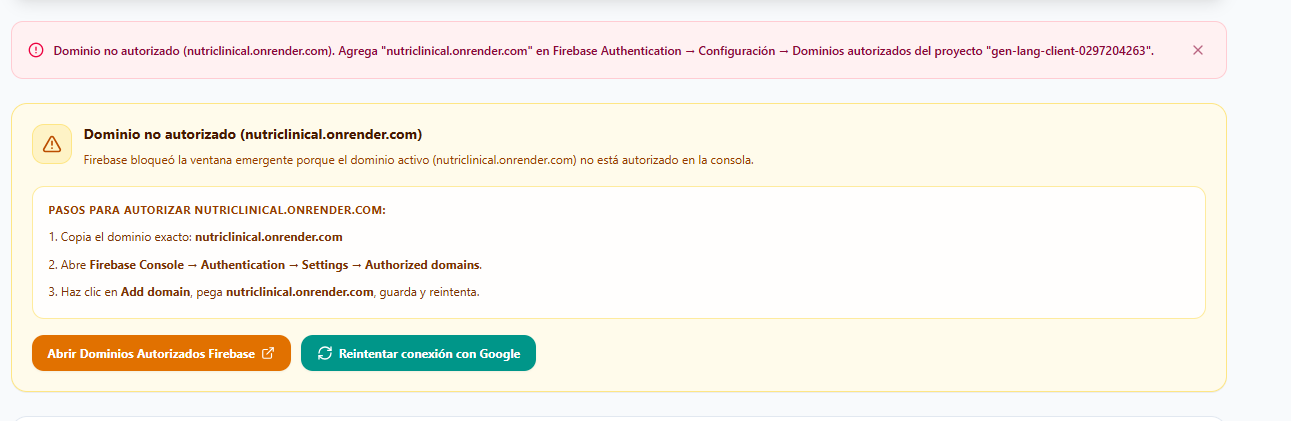 Dominio no autorizado (nutriclinical.onrender.com). Agrega "nutriclinical.onrender.com" en Firebase Authentication → Configuración → Dominios autorizados del proyecto "gen-lang-client-0297204263".
Dominio no autorizado (nutriclinical.onrender.com)
Firebase bloqueó la ventana emergente porque el dominio activo (nutriclinical.onrender.com) no está autorizado en la consola.
PASOS PARA AUTORIZAR NUTRICLINICAL.ONRENDER.COM:
1. Copia el dominio exacto: nutriclinical.onrender.com
2. Abre Firebase Console → Authentication → Settings → Authorized domains.
3. Haz clic en Add domain, pega nutriclinical.onrender.com, guarda y reintenta.
Abrir Dominios Autorizados Firebase
Reintentar conexión con Google